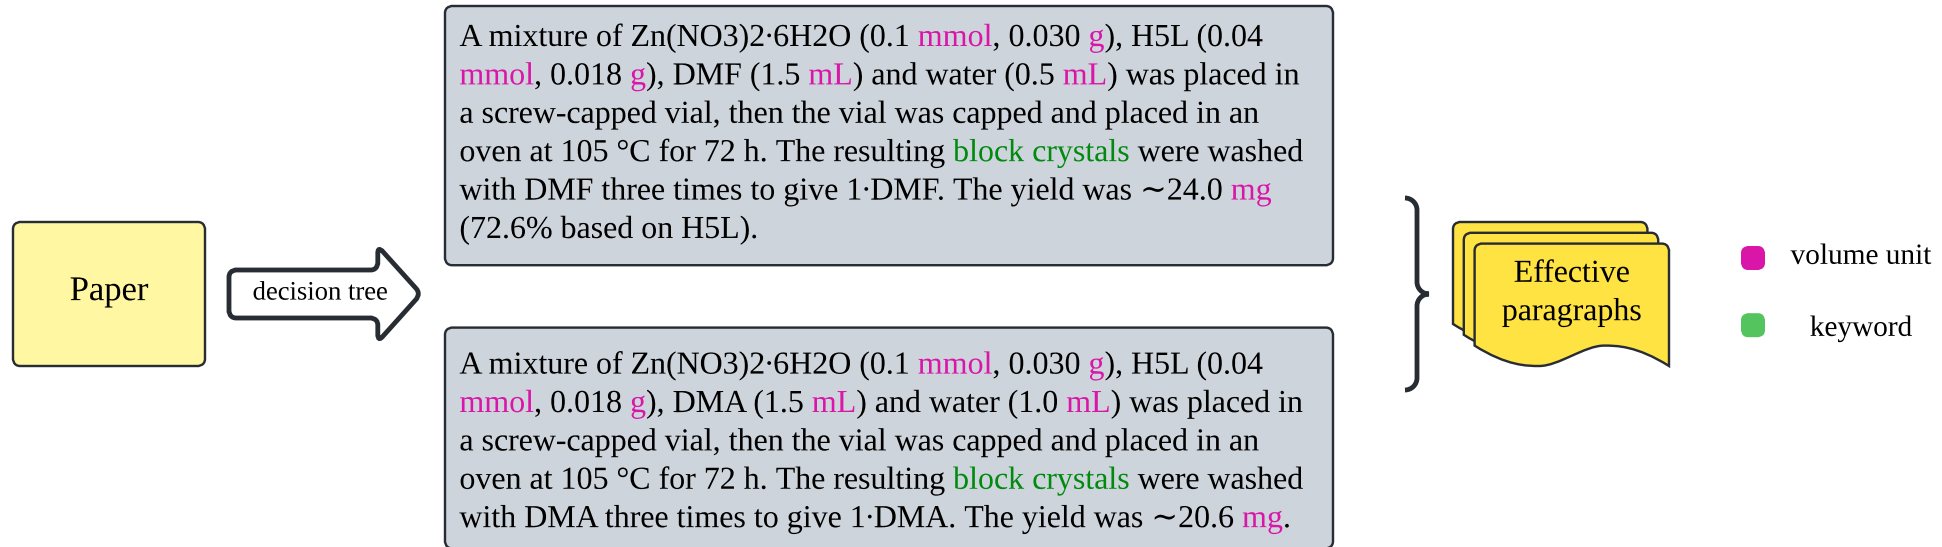 Paper
decision tree
A mixture of Zn(NO3)2·6H2O (0.1 mmol, 0.030 g), H5L (0.04
mmol, 0.018 g), DMF (1.5 mL) and water (0.5 mL) was placed in
a screw-capped vial, then the vial was capped and placed in an
oven at 105 °C for 72 h. The resulting block crystals were washed
with DMF three times to give 1·DMF. The yield was ∼24.0 mg
(72.6% based on H5L).
A mixture of Zn(NO3)2·6H2O (0.1 mmol, 0.030 g), H5L (0.04
mmol, 0.018 g), DMA (1.5 mL) and water (1.0 mL) was placed in
a screw-capped vial, then the vial was capped and placed in an
oven at 105 °C for 72 h. The resulting block crystals were washed
with DMA three times to give 1·DMA. The yield was ∼20.6 mg.
Effective
paragraphs
volume unit
keyword